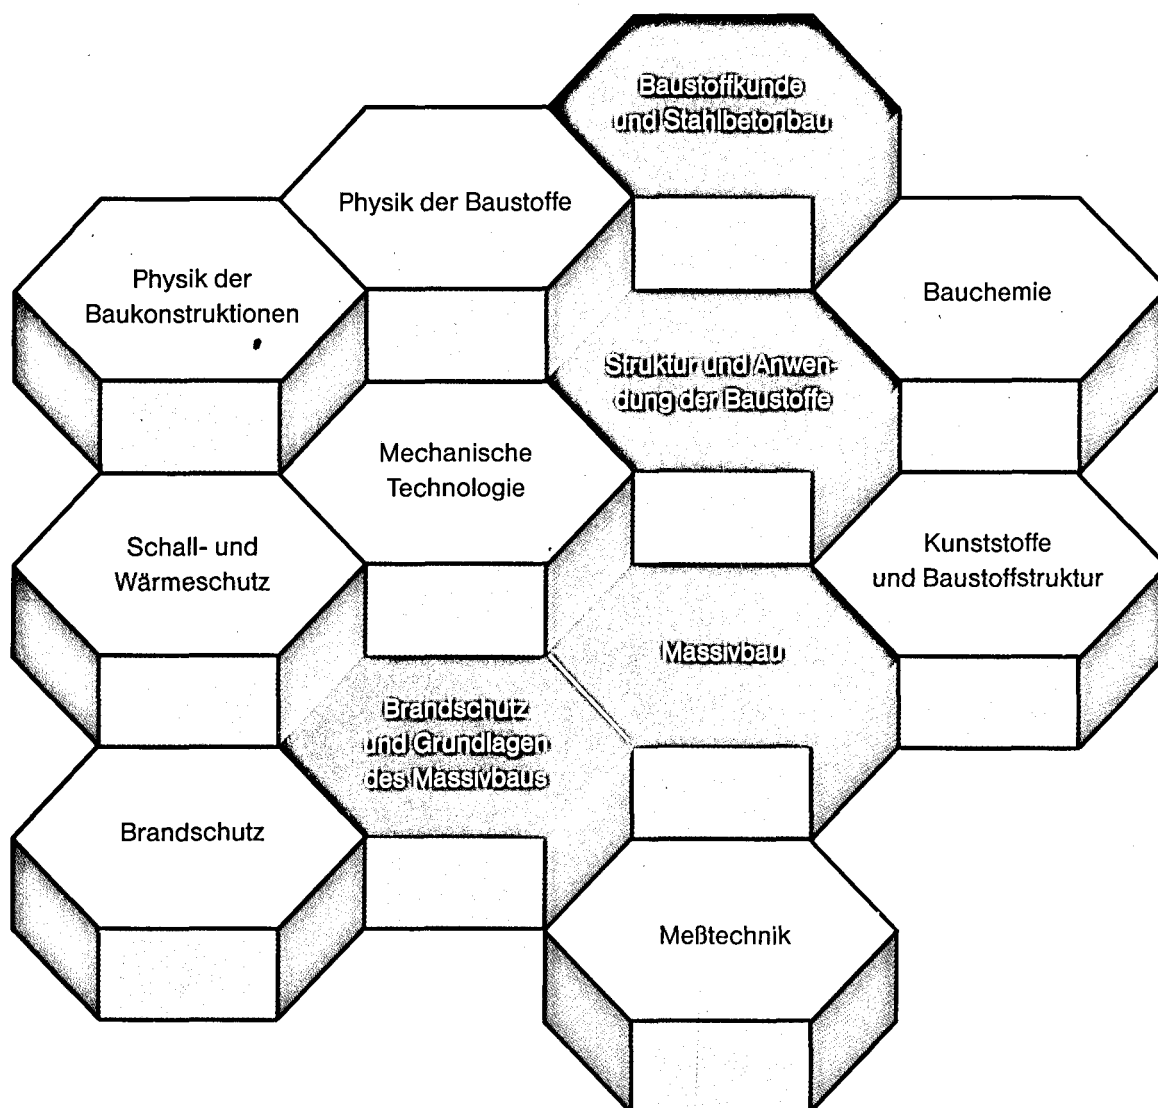 Baustoffkunde
und Stahlbetonbau
Physik der Baustoffe
Physik der
Baukonstruktionen
Bauchemie
Struktur und Anwen-
dung der Baustoffe
Mechanische
Technologie
Schall- und
Wärmeschutz
Kunststoffe
und Baustoffstruktur
Massivbau
Brandschutz
und Grundlagen
des Massivbaus
Brandschutz
Meßtechnik